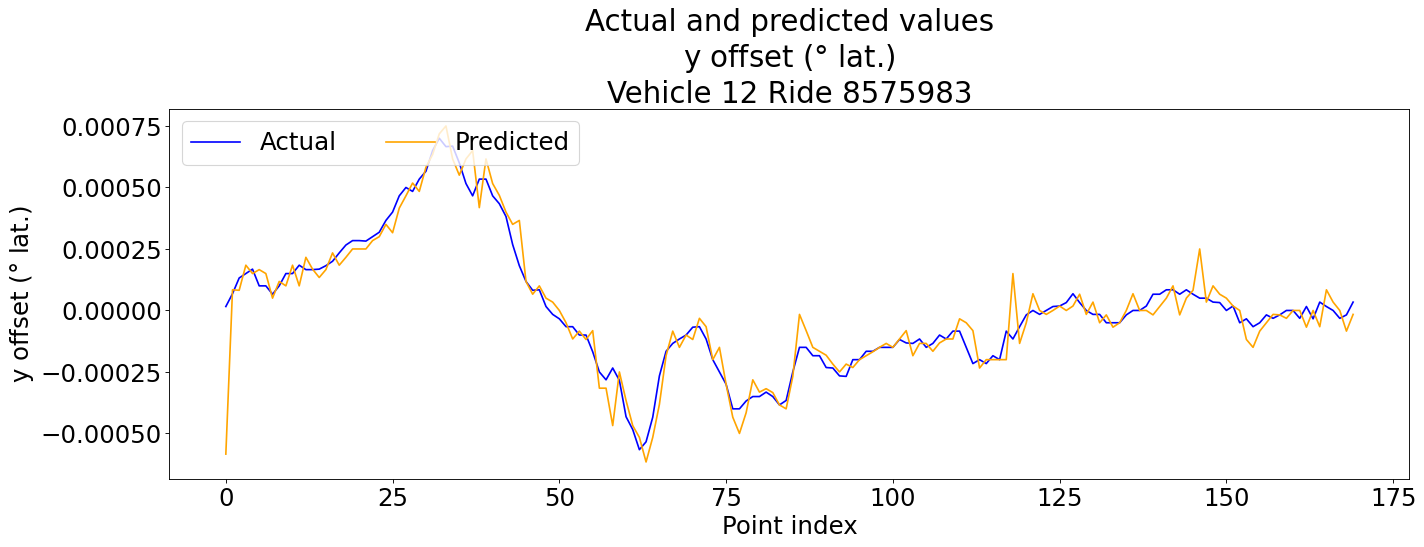 Actual and predicted values
y offset (° lat.)
Vehicle 12 Ride 8575983
Actual
Predicted
y offset (° lat.)
0.00075
0.00050
0.00025
0.00000
−0.00025
−0.00050
0
25
50
75
100
125
150
175
Point index